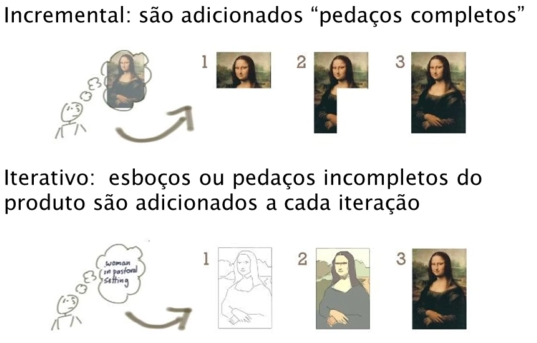 Incremental: são adicionados “pedaços completos”
1 2 3
Iterativo: esboços ou pedaços incompletos do
produto são adicionados a cada iteração
woman
in pastoral
setting
1 2 3